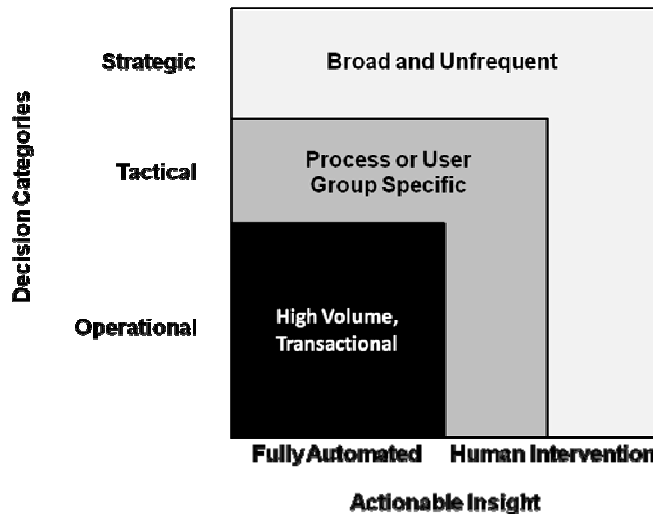 Decision Categories
Strategic
Broad and Unfrequent
Tactical
Process or User
Group Specific
Operational
High Volume,
Transactional
Fully Automated
Human Intervention
Actionable Insight